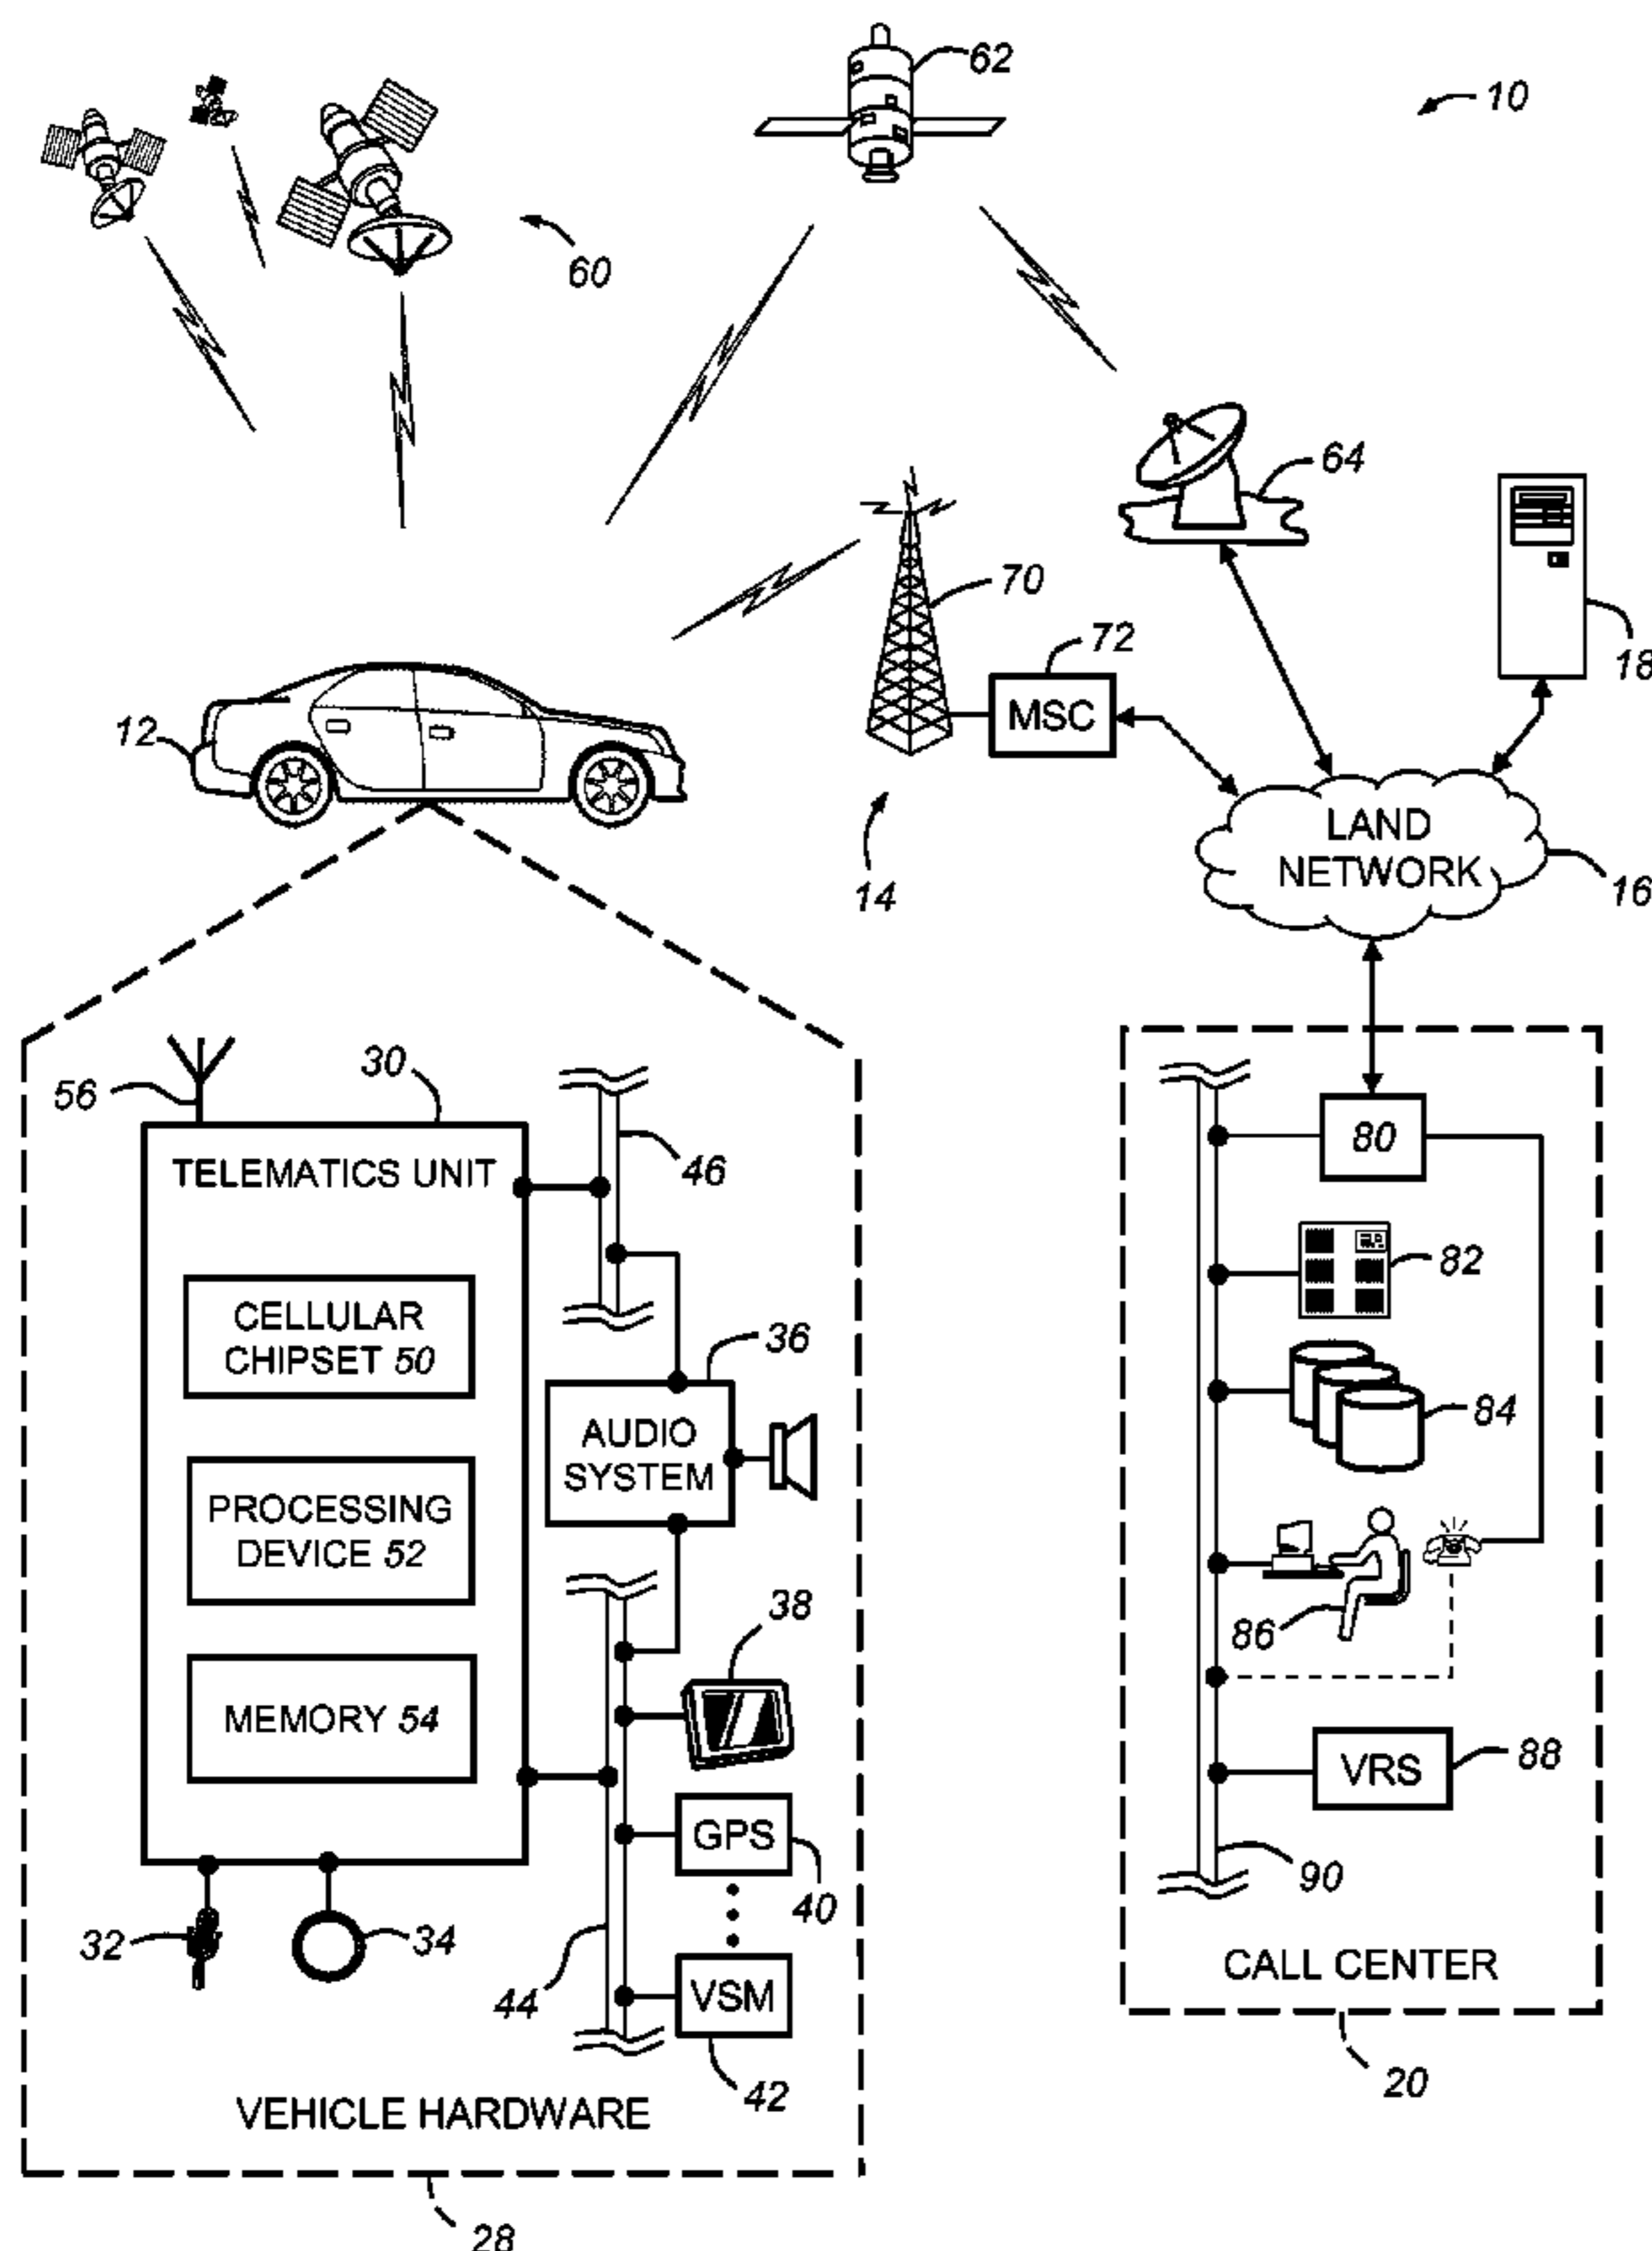 62
10
60
64
70
72
18
MSC
12
LAND
NETWORK
14
16
30
56
80
TELEMATICS UNIT
46
82
CELLULAR
CHIPSET 50
36
84
AUDIO
SYSTEM
PROCESSING
DEVICE 52
38
86
MEMORY 54
VRS
88
GPS
90
40
32
34
44
VSM
CALL CENTER
42
20
VEHICLE HARDWARE
28